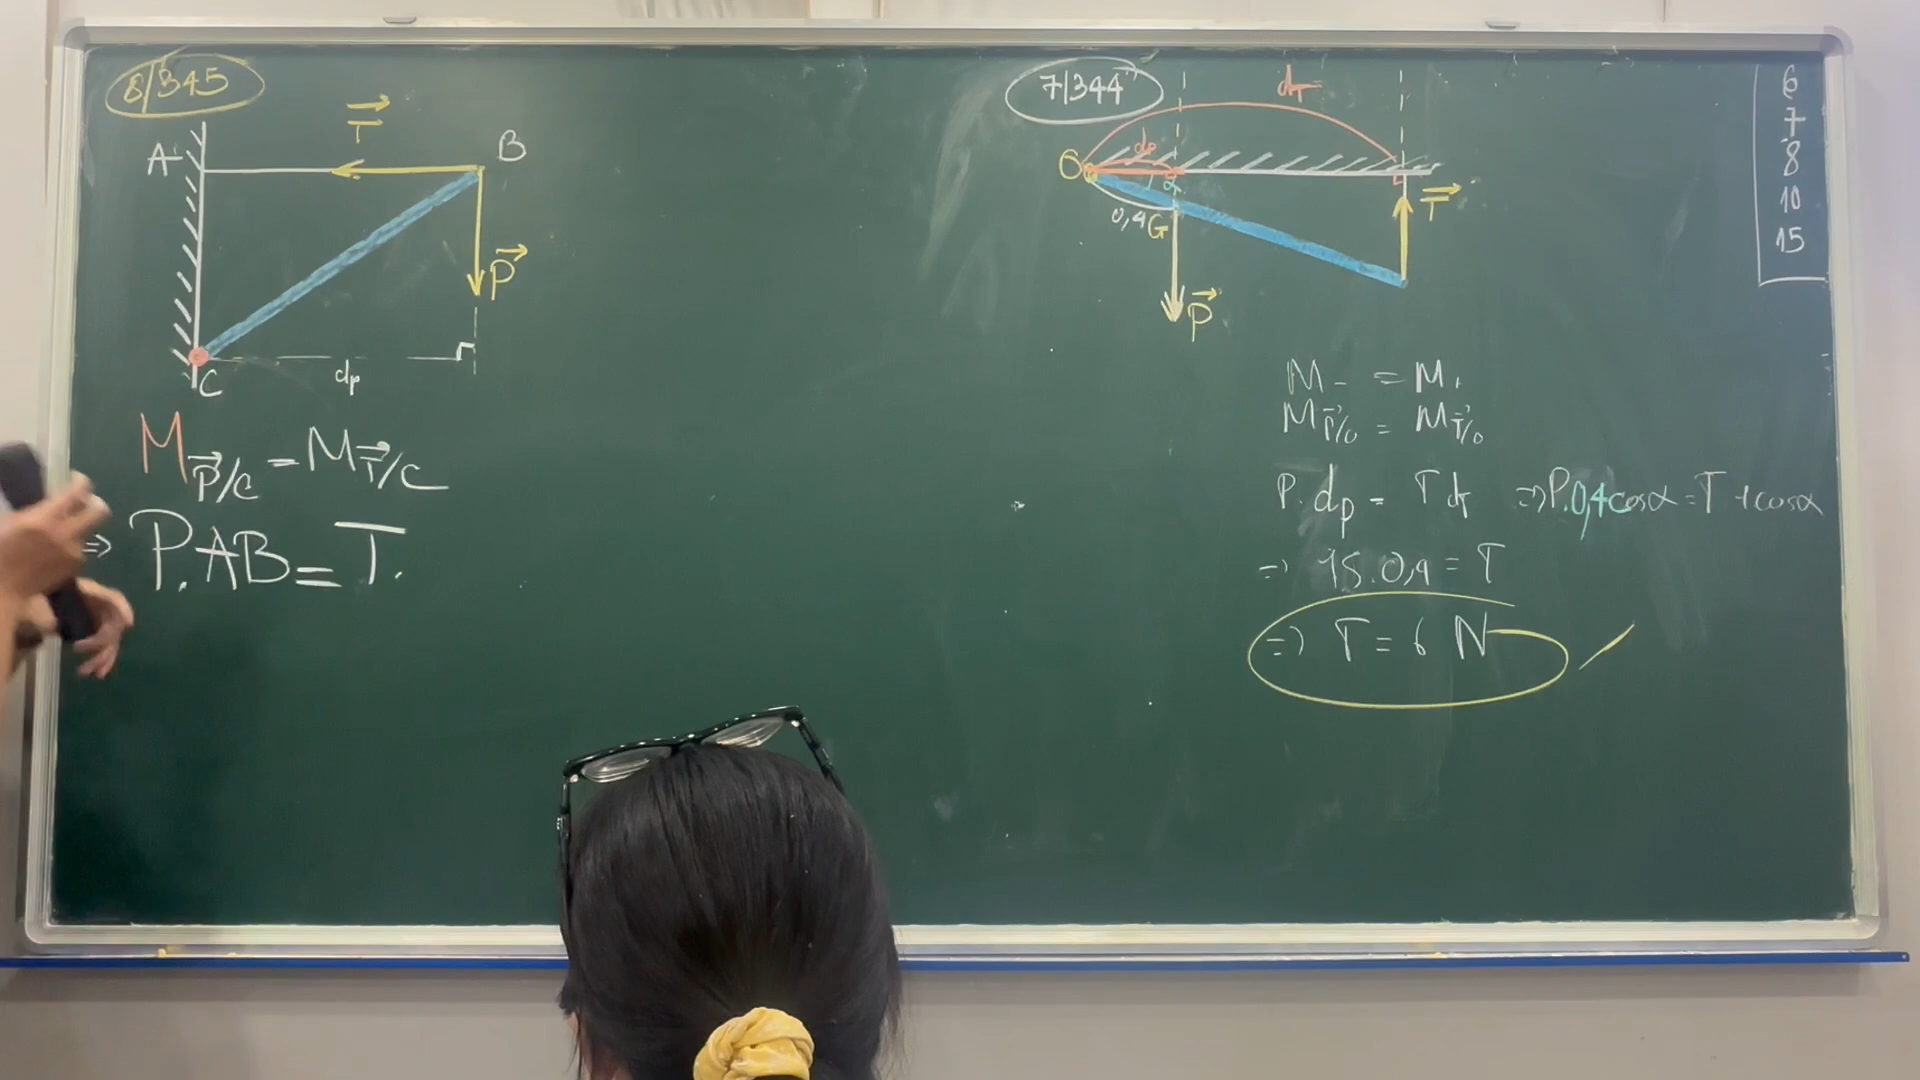 8/345
T
A
B
P
C
dp
M P/C = M T/C
⇒ P.AB = T.
7/344
dT
dp
O
α
0,4
G
T
P
M- = M+
M P/O = M T/O
P.dp = T dT ⇒ P.0,4cosα = T 1cosα
⇒ 15.0,4 = T
⇒ T = 6 N
6
7
8
10
15